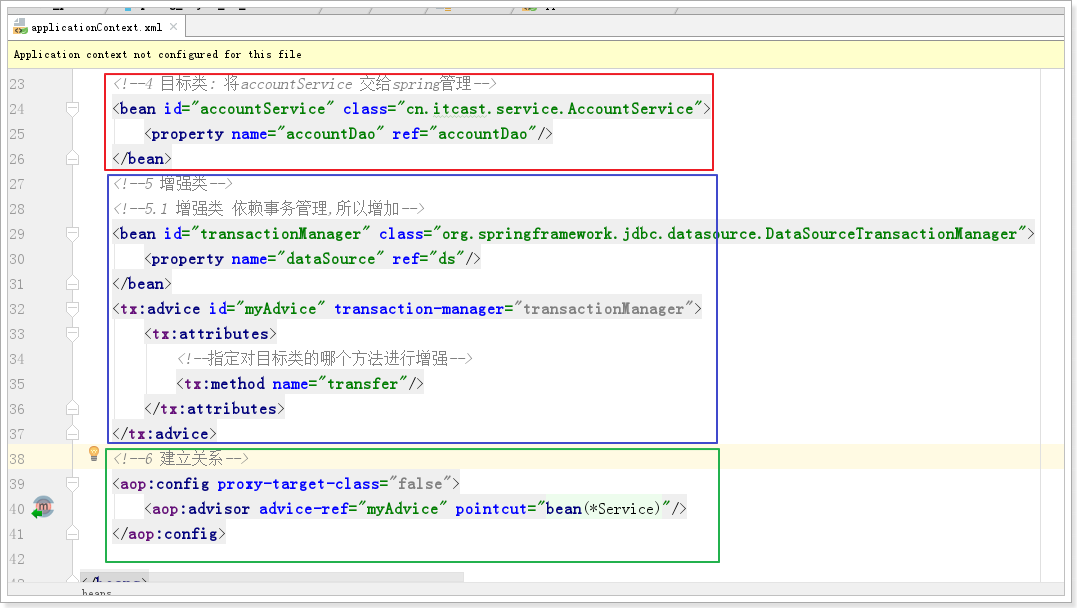 applicationContext.xml
Application context not configured for this file
23 <!--4 目标类: 将accountService 交给spring管理-->
24 <bean id="accountService" class="cn.itcast.service.AccountService">
25 <property name="accountDao" ref="accountDao"/>
26 </bean>
27 <!--5 增强类-->
28 <!--5.1 增强类 依赖事务管理,所以增加-->
29 <bean id="transactionManager" class="org.springframework.jdbc.datasource.DataSourceTransactionManager">
30 <property name="dataSource" ref="ds"/>
31 </bean>
32 <tx:advice id="myAdvice" transaction-manager="transactionManager">
33 <tx:attributes>
34 <!--指定对目标类的哪个方法进行增强-->
35 <tx:method name="transfer"/>
36 </tx:attributes>
37 </tx:advice>
38 <!--6 建立关系-->
39 <aop:config proxy-target-class="false">
40 <aop:advisor advice-ref="myAdvice" pointcut="bean(*Service)"/>
41 </aop:config>
42